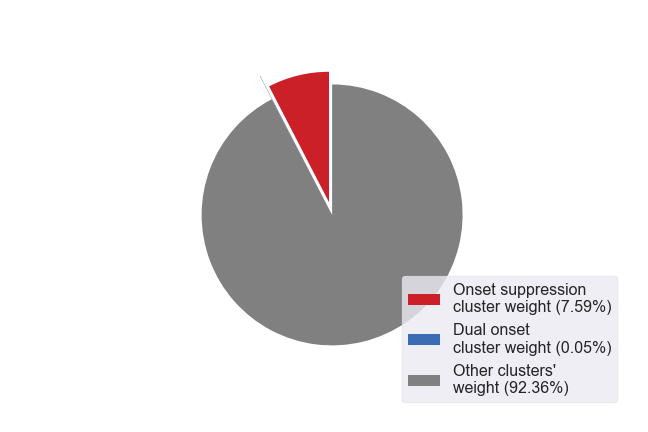 Onset suppression
cluster weight (7.59%)
Dual onset
cluster weight (0.05%)
Other clusters'
weight (92.36%)